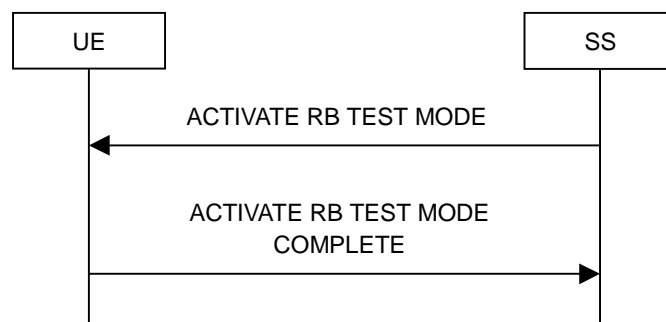 UE
SS
ACTIVATE RB TEST MODE
ACTIVATE RB TEST MODE
COMPLETE